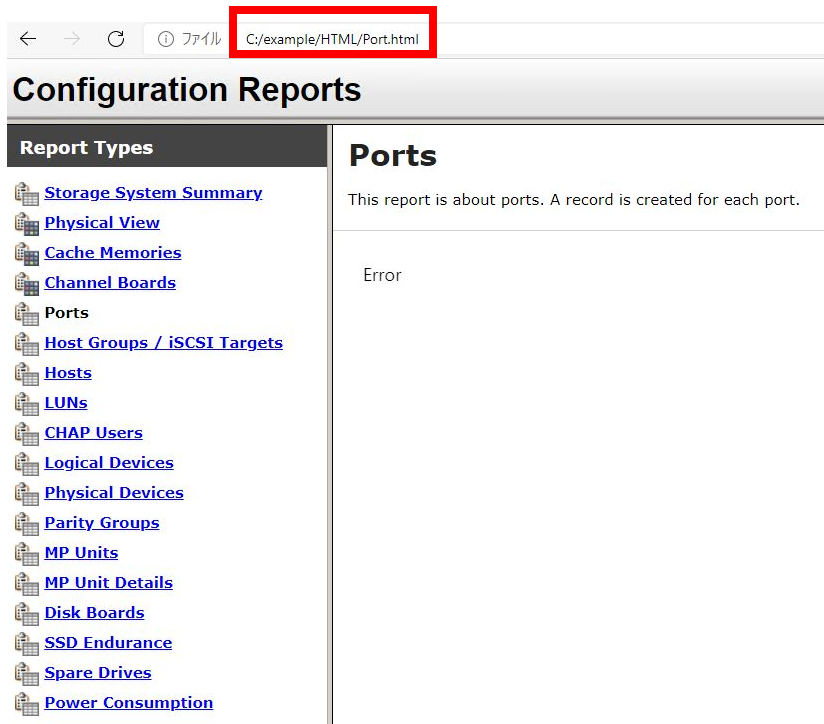 ファイル C:/example/HTML/Port.html
Configuration Reports
Report Types
Storage System Summary
Physical View
Cache Memories
Channel Boards
Ports
Host Groups / iSCSI Targets
Hosts
LUNs
CHAP Users
Logical Devices
Physical Devices
Parity Groups
MP Units
MP Unit Details
Disk Boards
SSD Endurance
Spare Drives
Power Consumption
Ports
This report is about ports. A record is created for each port.
Error